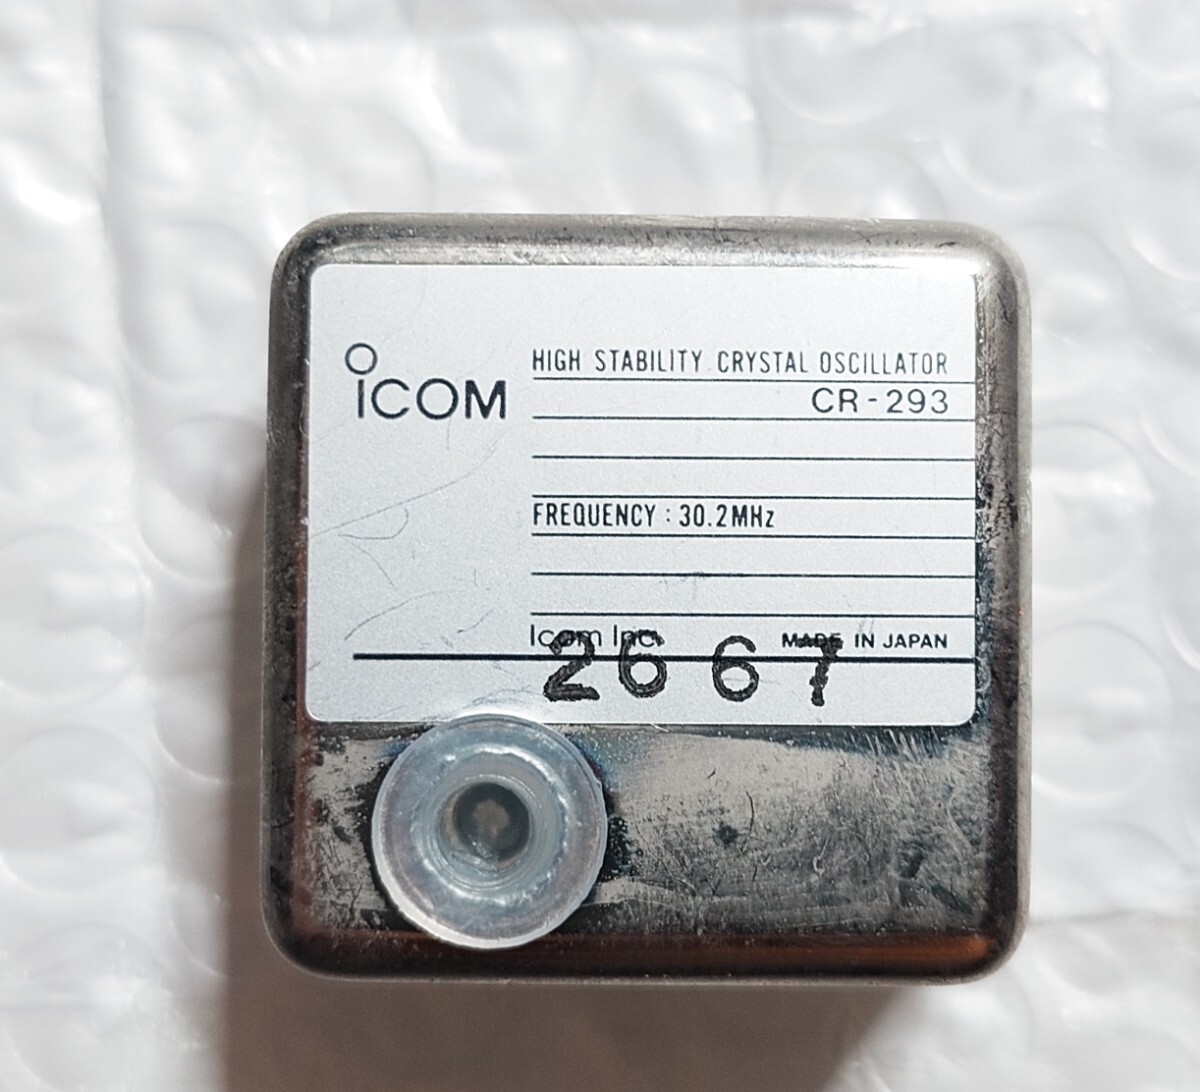 ICOM
HIGH STABILITY CRYSTAL OSCILLATOR
CR-293
FREQUENCY : 30.2MHz
Icom Inc.
MADE IN JAPAN
2667